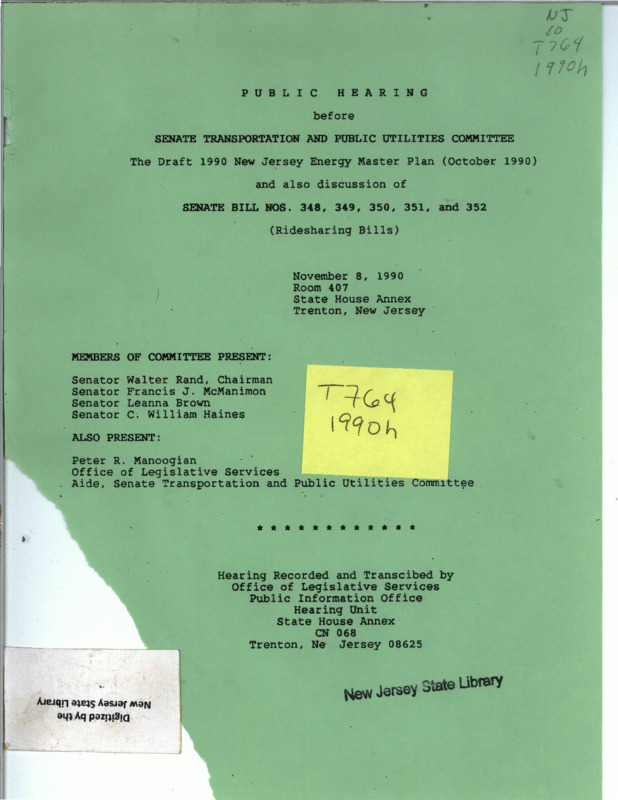 NJ
10
T764
1990h
PUBLIC HEARING
before
SENATE TRANSPORTATION AND PUBLIC UTILITIES COMMITTEE
The Draft 1990 New Jersey Energy Master Plan (October 1990)
and also discussion of
SENATE BILL NOS. 348, 349, 350, 351, and 352
(Ridesharing Bills)
November 8, 1990
Room 407
State House Annex
Trenton, New Jersey
MEMBERS OF COMMITTEE PRESENT:
Senator Walter Rand, Chairman
Senator Francis J. McManimon
Senator Leanna Brown
Senator C. William Haines
T764
1990h
ALSO PRESENT:
Peter R. Manoogian
Office of Legislative Services
Aide, Senate Transportation and Public Utilities Committee
* * * * * * * * * * * *
Hearing Recorded and Transcibed by
Office of Legislative Services
Public Information Office
Hearing Unit
State House Annex
CN 068
Trenton, Ne Jersey 08625
New Jersey State Library
Digitized by the
New Jersey State Library